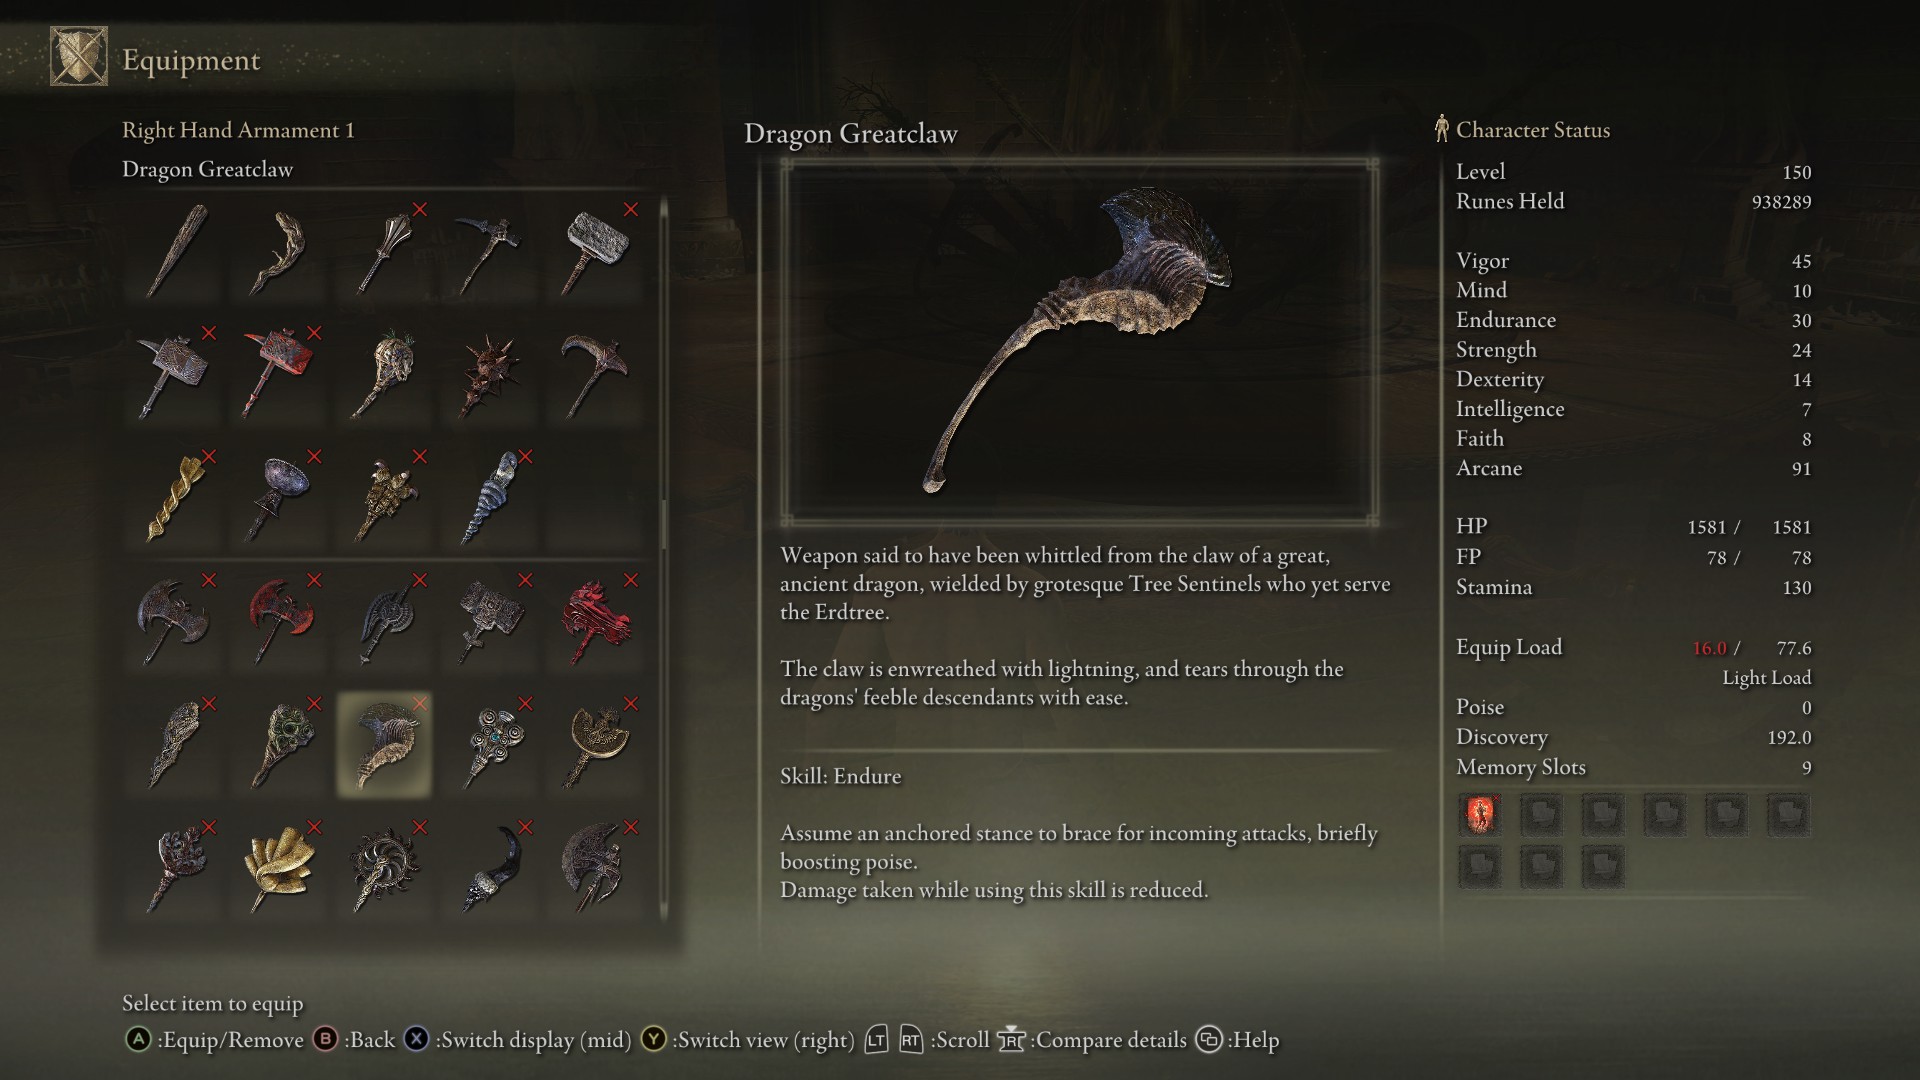 Equipment
Right Hand Armament 1
Dragon Greatclaw
Dragon Greatclaw
Weapon said to have been whittled from the claw of a great,
ancient dragon, wielded by grotesque Tree Sentinels who yet serve
the Erdtree.
The claw is enwreathed with lightning, and tears through the
dragons' feeble descendants with ease.
Skill: Endure
Assume an anchored stance to brace for incoming attacks, briefly
boosting poise.
Damage taken while using this skill is reduced.
Character Status
Level 150
Runes Held 938289
Vigor 45
Mind 10
Endurance 30
Strength 24
Dexterity 14
Intelligence 7
Faith 8
Arcane 91
HP 1581 / 1581
FP 78 / 78
Stamina 130
Equip Load 16.0 / 77.6
Light Load
Poise 0
Discovery 192.0
Memory Slots 9
Select item to equip
A :Equip/Remove B :Back X :Switch display (mid) Y :Switch view (right) LT RT :Scroll R :Compare details :Help